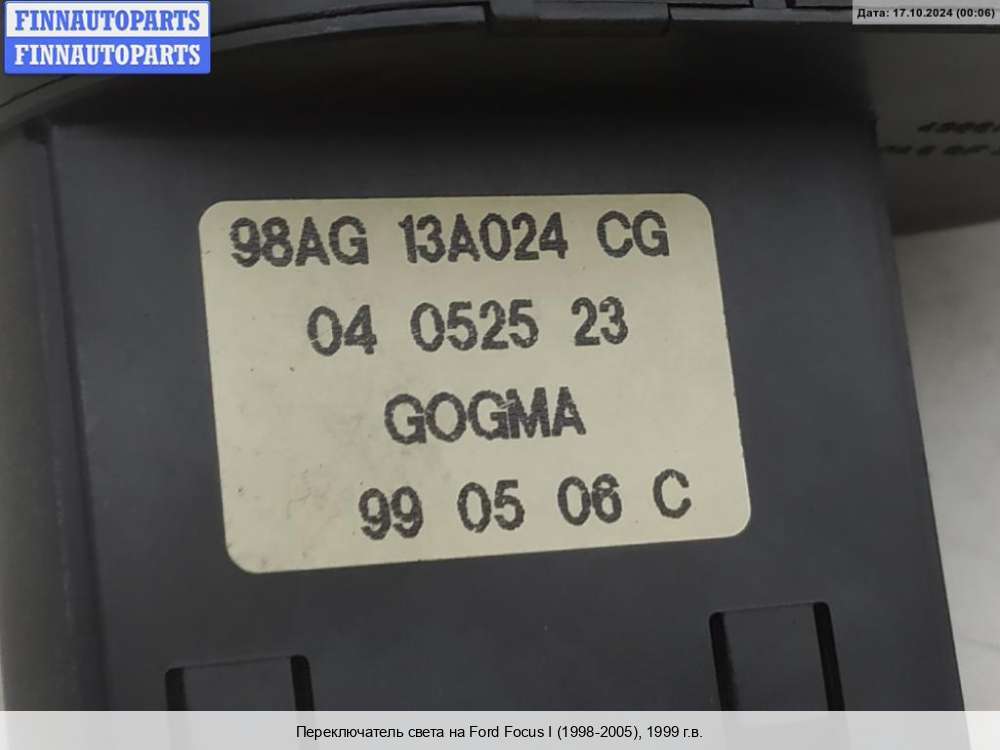 FINNAUTOPARTS
FINNAUTOPARTS
Дата: 17.10.2024 (00:06)
98AG 13A024 CG
04 0525 23
GOGMA
99 05 06 C
Переключатель света на Ford Focus I (1998-2005), 1999 г.в.